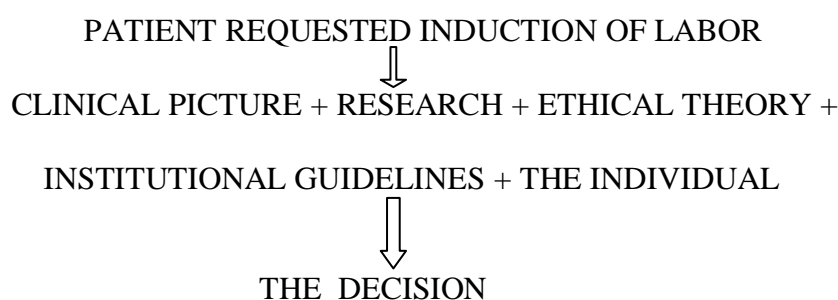 PATIENT REQUESTED INDUCTION OF LABOR
CLINICAL PICTURE + RESEARCH + ETHICAL THEORY +
INSTITUTIONAL GUIDELINES + THE INDIVIDUAL
THE DECISION